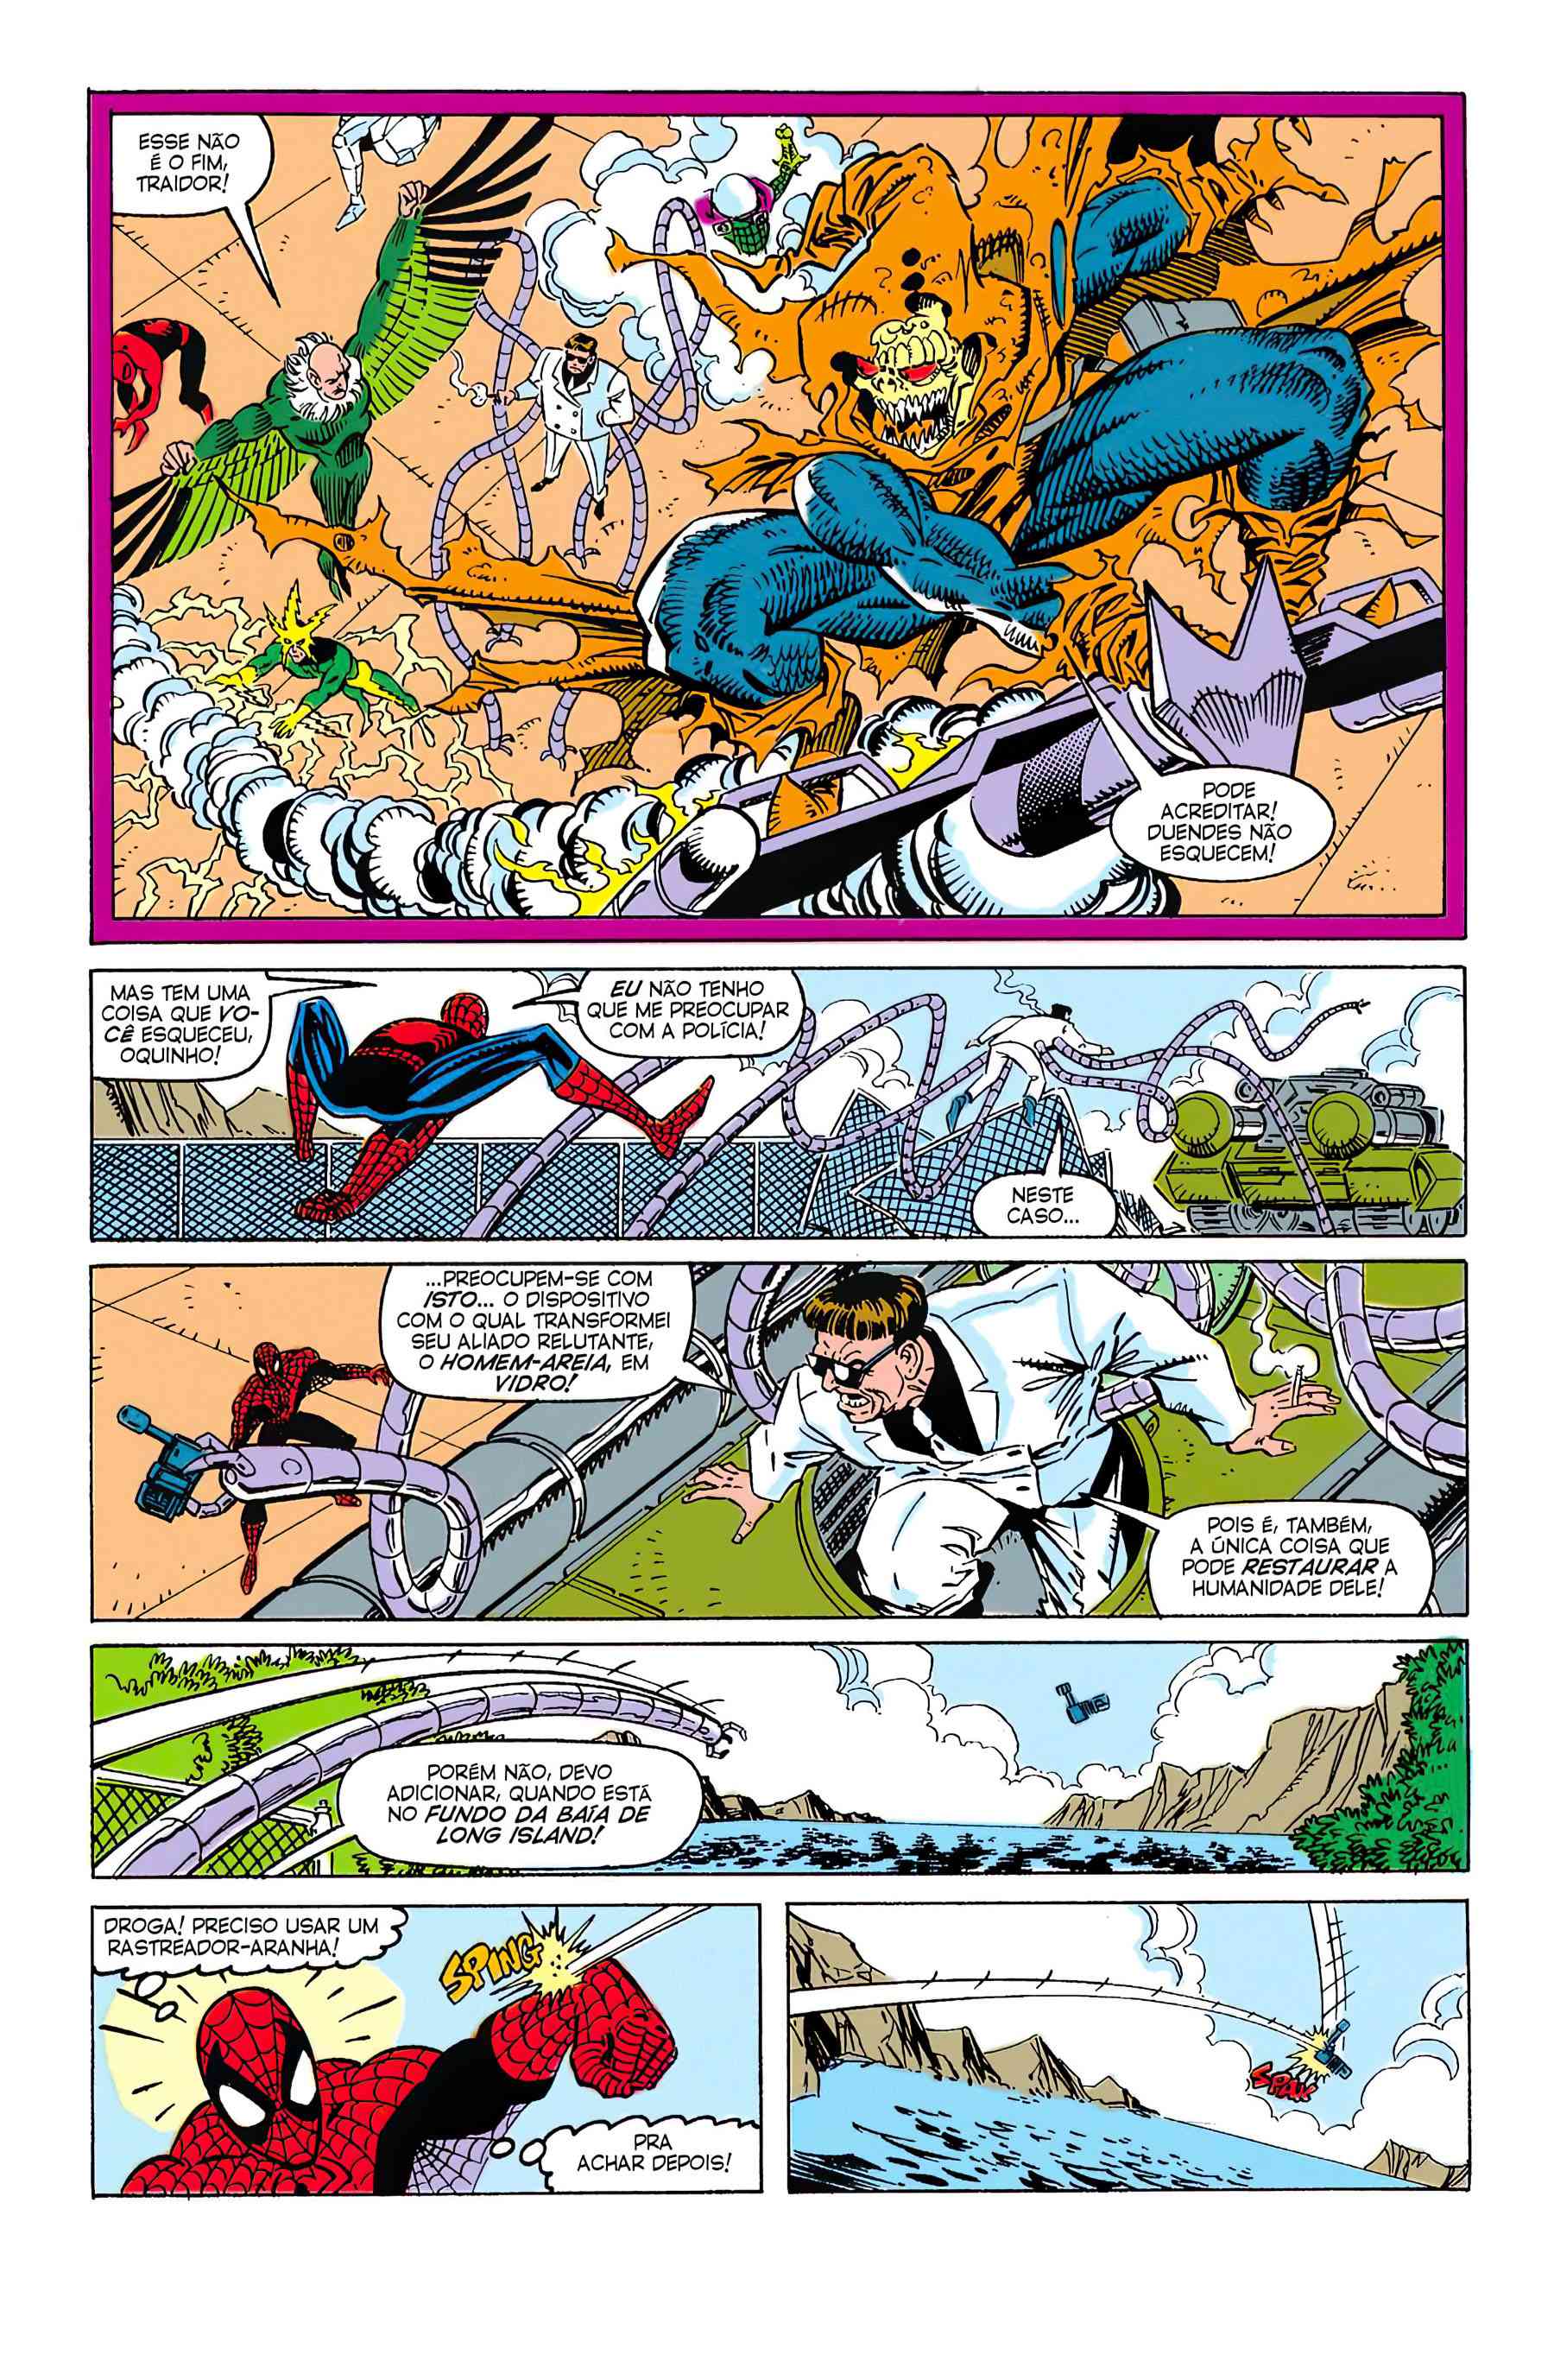 ESSE NÃO
É O FIM,
TRAIDOR!
PODE
ACREDITAR!
DUENDES NÃO
ESQUECEM!
MAS TEM UMA
COISA QUE VO-
CÊ ESQUECEU,
OQUINHO!
EU NÃO TENHO
QUE ME PREOCUPAR
COM A POLÍCIA!
NESTE
CASO...
...PREOCUPEM-SE COM
ISTO... O DISPOSITIVO
COM O QUAL TRANSFORMEI
SEU ALIADO RELUTANTE,
O HOMEM-AREIA, EM
VIDRO!
POIS É, TAMBÉM,
A ÚNICA COISA QUE
PODE RESTAURAR A
HUMANIDADE DELE!
PORÉM NÃO, DEVO
ADICIONAR, QUANDO ESTÁ
NO FUNDO DA BAÍA DE
LONG ISLAND!
DROGA! PRECISO USAR UM
RASTREADOR-ARANHA!
SPING
PRA
ACHAR DEPOIS!
SPAK